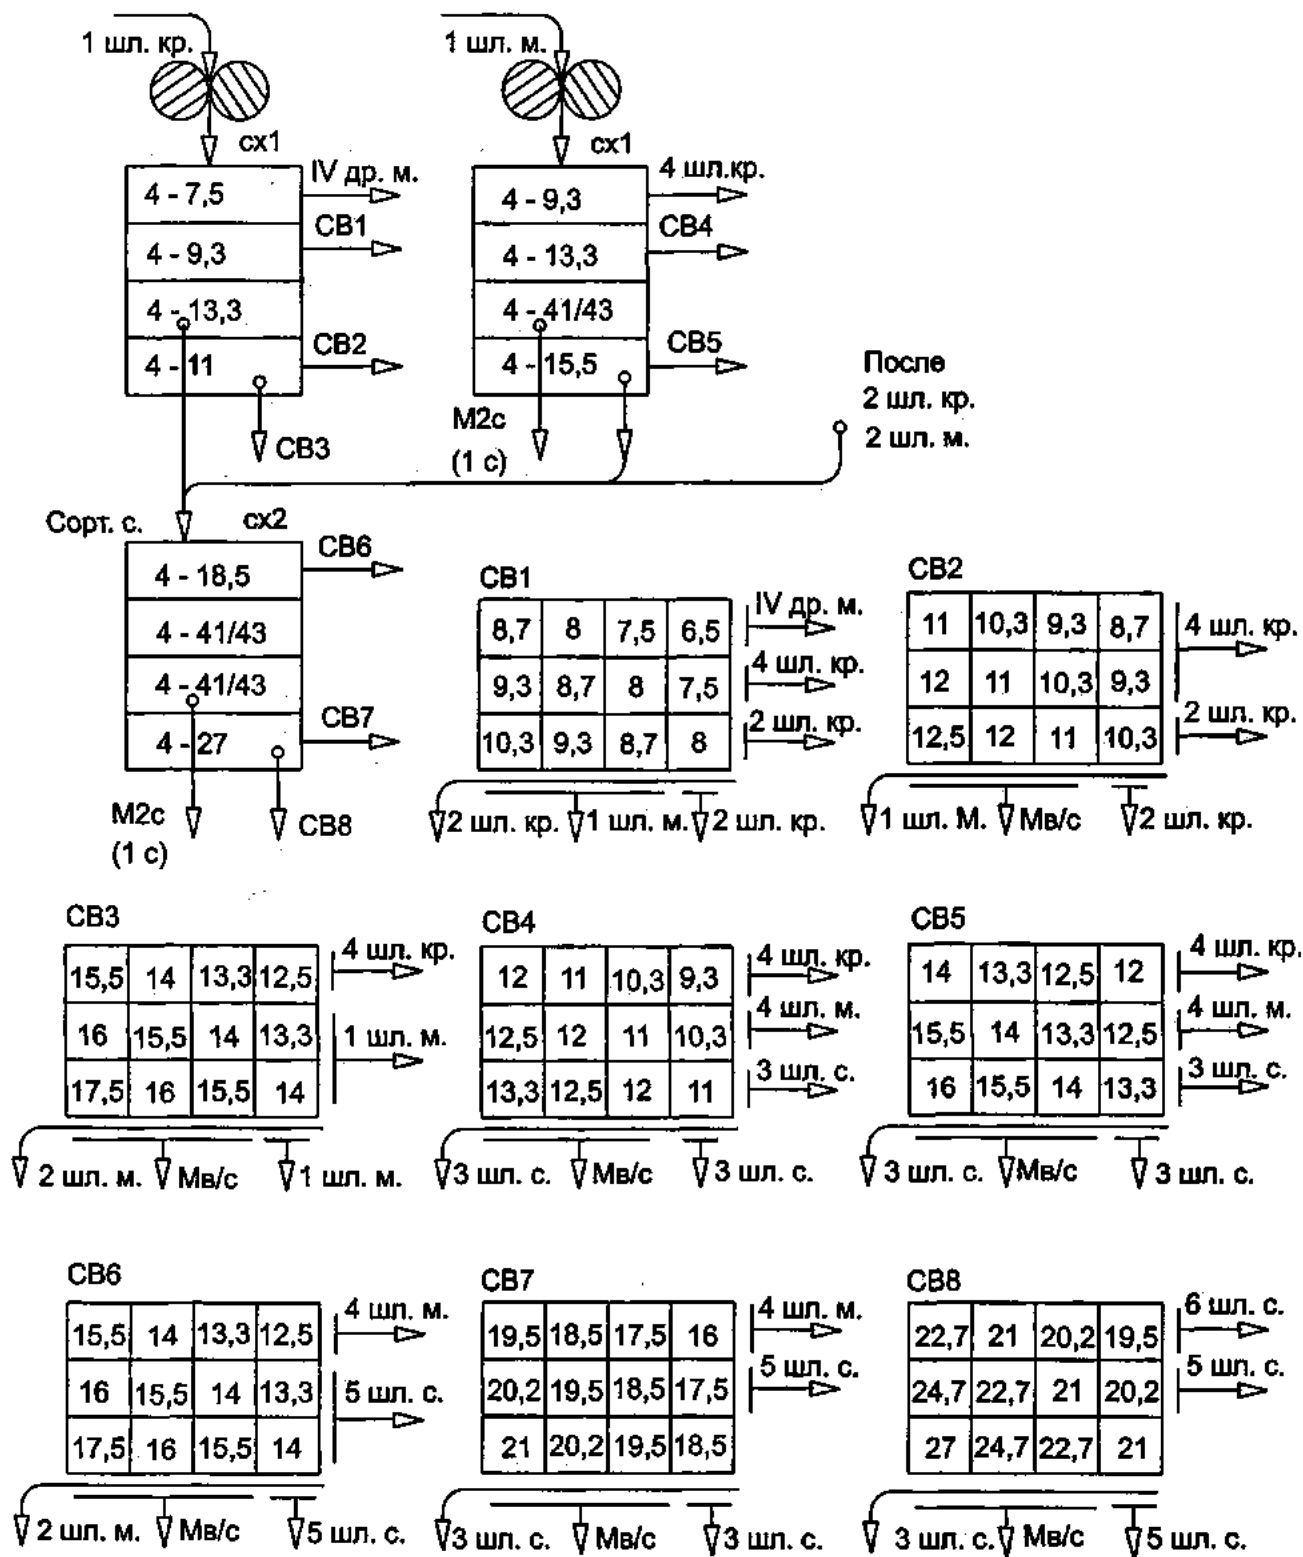 1 шл. кр.
1 шл. м.
сх1
сх1
4 - 7,5
IV др. м.
4 - 9,3
СВ1
4 - 13,3
4 - 11
СВ2
СВ3
4 - 9,3
4 шл.кр.
4 - 13,3
СВ4
4 - 41/43
4 - 15,5
СВ5
М2с
(1 с)
После
2 шл. кр.
2 шл. м.
Сорт. с.
сх2
4 - 18,5
СВ6
4 - 41/43
4 - 41/43
4 - 27
СВ7
М2с
(1 с)
СВ8
СВ1
8,7 8 7,5 6,5
IV др. м.
9,3 8,7 8 7,5
4 шл. кр.
10,3 9,3 8,7 8
2 шл. кр.
2 шл. кр. 1 шл. м. 2 шл. кр.
СВ2
11 10,3 9,3 8,7
4 шл. кр.
12 11 10,3 9,3
12,5 12 11 10,3
2 шл. кр.
1 шл. М. Мв/с 2 шл. кр.
СВ3
15,5 14 13,3 12,5
4 шл. кр.
16 15,5 14 13,3
1 шл. м.
17,5 16 15,5 14
2 шл. м. Мв/с 1 шл. м.
СВ4
12 11 10,3 9,3
4 шл. кр.
12,5 12 11 10,3
4 шл. м.
13,3 12,5 12 11
3 шл. с.
3 шл. с. Мв/с 3 шл. с.
СВ5
14 13,3 12,5 12
4 шл. кр.
15,5 14 13,3 12,5
4 шл. м.
16 15,5 14 13,3
3 шл. с.
3 шл. с. Мв/с 3 шл. с.
СВ6
15,5 14 13,3 12,5
4 шл. м.
16 15,5 14 13,3
5 шл. с.
17,5 16 15,5 14
2 шл. м. Мв/с 5 шл. с.
СВ7
19,5 18,5 17,5 16
4 шл. м.
20,2 19,5 18,5 17,5
5 шл. с.
21 20,2 19,5 18,5
3 шл. с. Мв/с 3 шл. с.
СВ8
22,7 21 20,2 19,5
6 шл. с.
24,7 22,7 21 20,2
5 шл. с.
27 24,7 22,7 21
3 шл. с. Мв/с 5 шл. с.